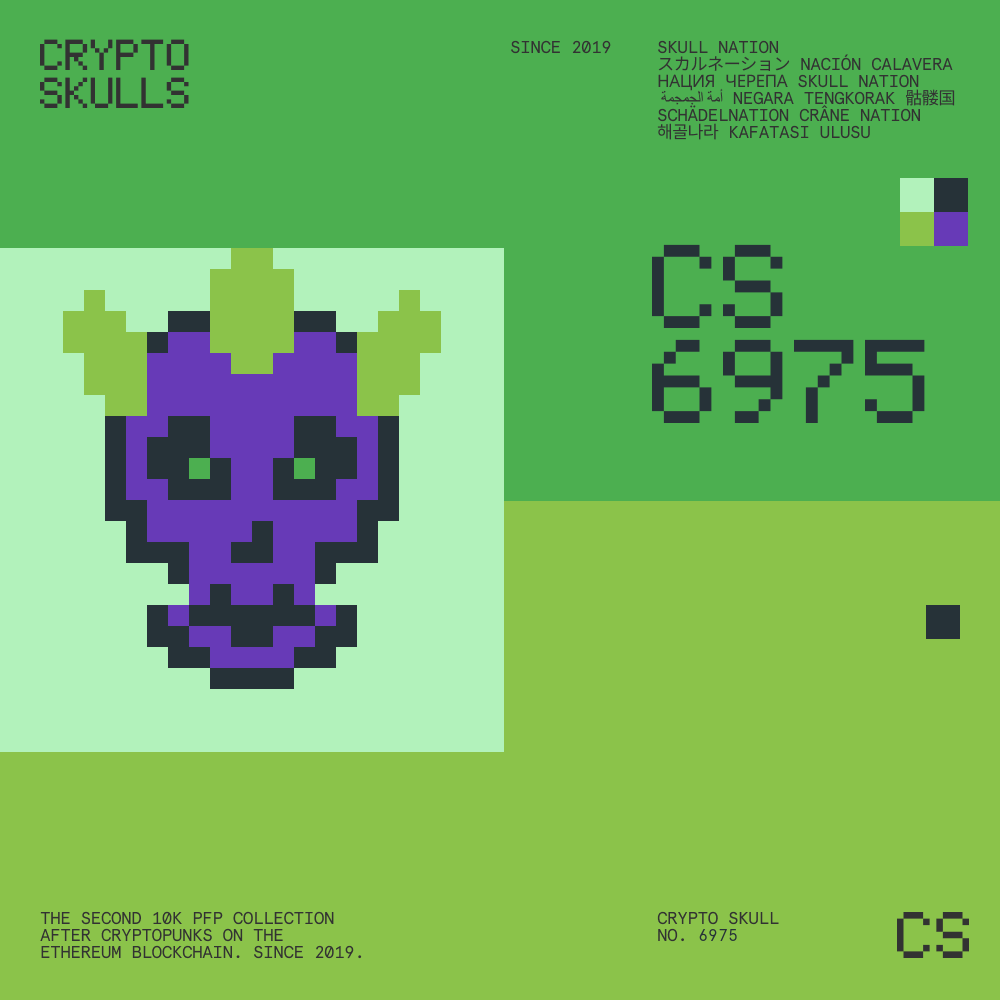 CRYPTO
SKULLS
SINCE 2019
SKULL NATION
スカルネーション NACIÓN CALAVERA
НАЦИЯ ЧЕРЕПА SKULL NATION
أمة الجمجمة NEGARA TENGKORAK 骷髅国
SCHÄDELNATION CRÂNE NATION
해골나라 KAFATASI ULUSU
CS
6975
THE SECOND 10K PFP COLLECTION
AFTER CRYPTOPUNKS ON THE
ETHEREUM BLOCKCHAIN. SINCE 2019.
CRYPTO SKULL
NO. 6975
CS